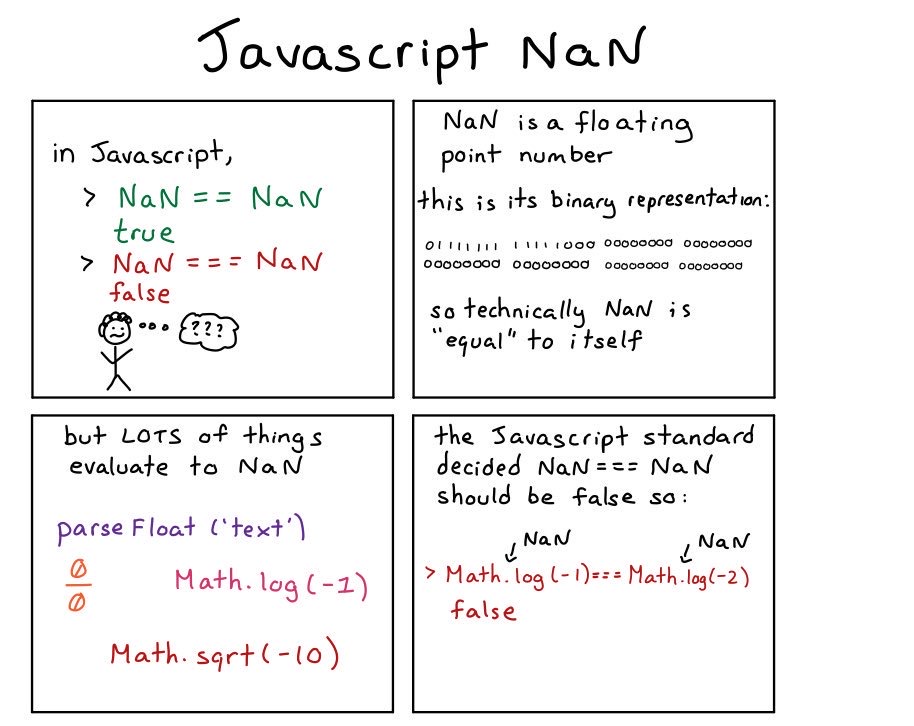 Javascript NaN
in Javascript,
> NaN == NaN
true
> NaN === NaN
false
???
NaN is a floating
point number
this is its binary representation:
01111111 11111000 00000000 00000000
00000000 00000000 00000000 00000000
so technically NaN is
"equal" to itself
but LOTS of things
evaluate to NaN
parseFloat ('text')
0
0
Math.log(-1)
Math.sqrt(-10)
the Javascript standard
decided NaN=== NaN
should be false so:
NaN NaN
> Math.log(-1)=== Math.log(-2)
false